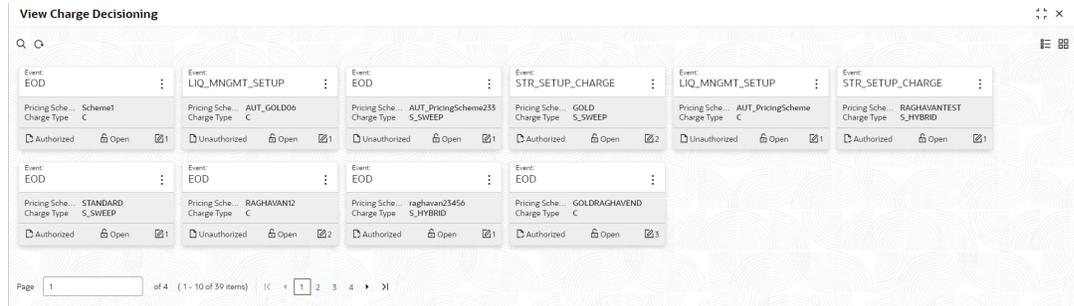 View Charge Decisioning
Event:
EOD
Pricing Sche... Scheme1
Charge Type C
Authorized Open 1
Event:
LIQ_MNGMT_SETUP
Pricing Sche... AUT_GOLD06
Charge Type C
Unauthorized Open 1
Event:
EOD
Pricing Sche... AUT_PricingScheme233
Charge Type S_SWEEP
Unauthorized Open 1
Event:
STR_SETUP_CHARGE
Pricing Sche... GOLD
Charge Type S_SWEEP
Authorized Open 2
Event:
LIQ_MNGMT_SETUP
Pricing Sche... AUT_PricingScheme
Charge Type C
Unauthorized Open 1
Event:
STR_SETUP_CHARGE
Pricing Sche... RAGHAVANTEST
Charge Type S_HYBRID
Authorized Open 1
Event:
EOD
Pricing Sche... STANDARD
Charge Type S_SWEEP
Authorized Open 1
Event:
EOD
Pricing Sche... RAGHAVAN12
Charge Type C
Unauthorized Open 2
Event:
EOD
Pricing Sche... raghavan23456
Charge Type S_HYBRID
Authorized Open 1
Event:
EOD
Pricing Sche... GOLDRAGHAVEND
Charge Type C
Authorized Open 3
Page 1 of 4 (1 - 10 of 39 items) 1 2 3 4